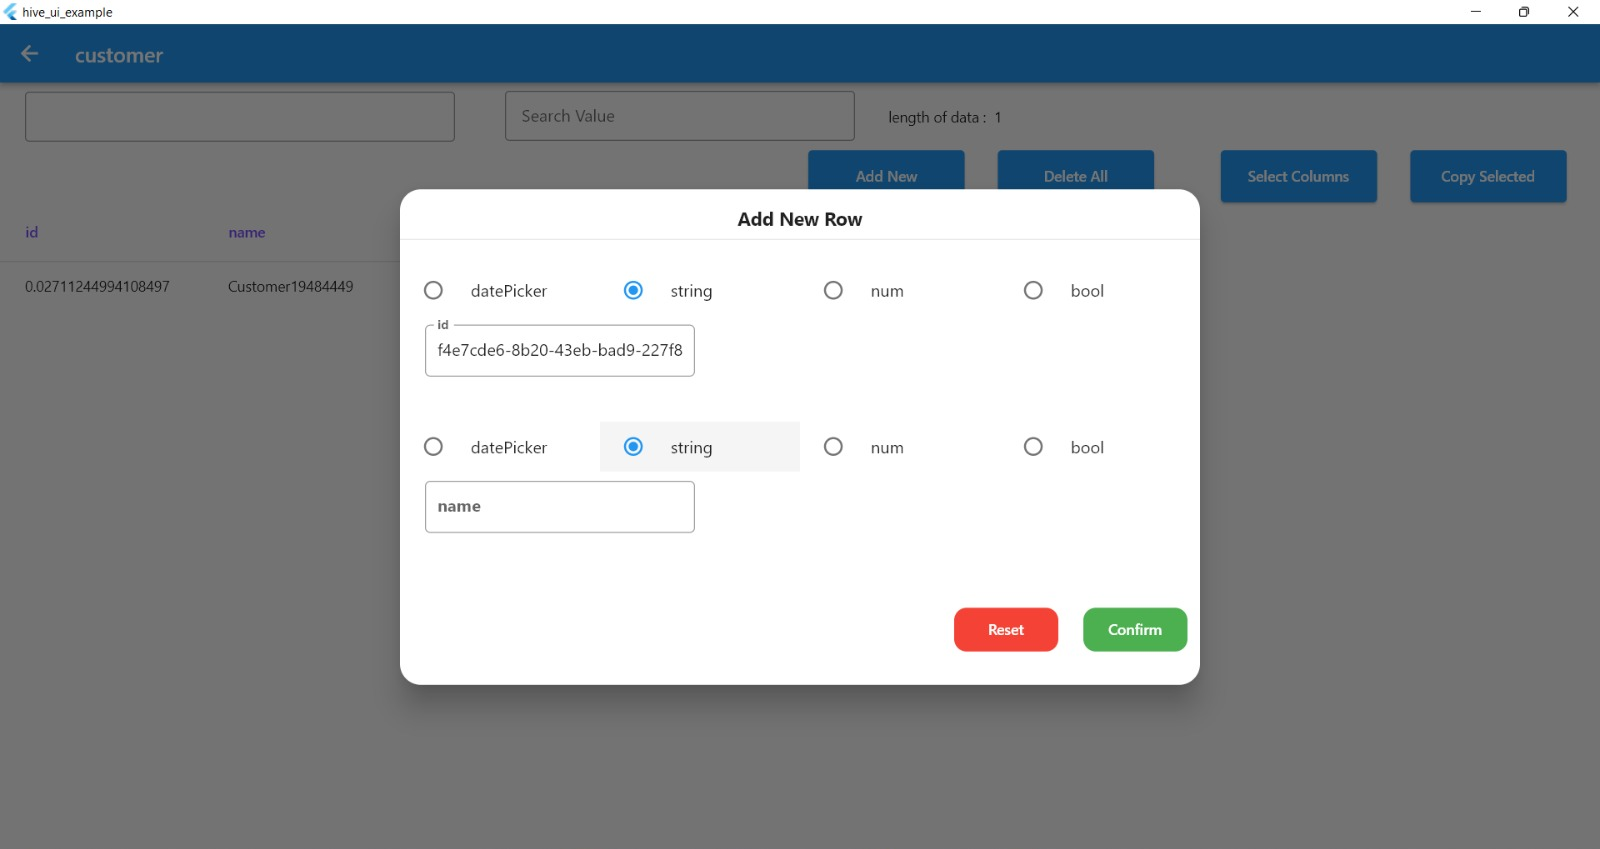 hive_ui_example
customer
Search Value
length of data : 1
Add New
Delete All
Select Columns
Copy Selected
id
name
0.02711244994108497
Customer19484449
Add New Row
datePicker
string
num
bool
id
f4e7cde6-8b20-43eb-bad9-227f8
datePicker
string
num
bool
name
Reset
Confirm